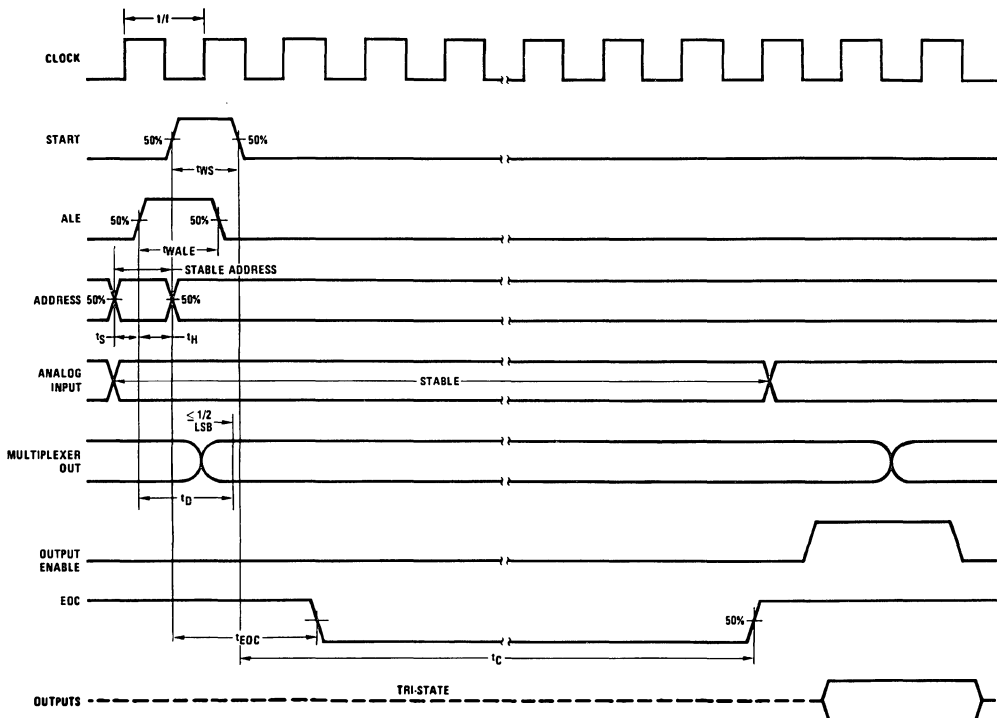 1/f
CLOCK
START
50%
50%
tWS
ALE
50%
50%
tWALE
STABLE ADDRESS
ADDRESS
50%
50%
tS
tH
ANALOG
INPUT
STABLE
≤ 1/2
LSB
MULTIPLEXER
OUT
tD
OUTPUT
ENABLE
EOC
50%
tEOC
tC
TRI-STATE
OUTPUTS